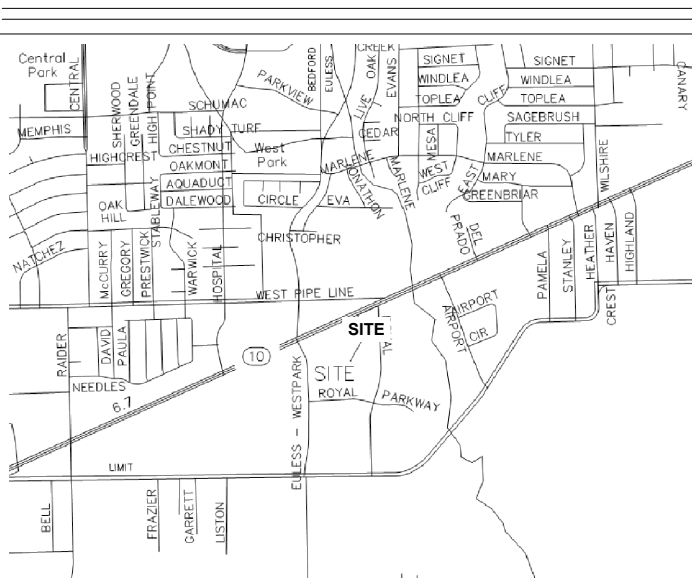 Central
Park
CENTRAL
SHERWOOD
GREENDALE
HIGH POINT
PARKVIEW
BEDFORD
EULESS
CREEK
OAK
LIVE
EVANS
SIGNET
SIGNET
WINDLEA
WINDLEA
TOPLEA
CLIFF
TOPLEA
CANARY
SCHUMAC
NORTH CLIFF
SAGEBRUSH
MEMPHIS
SHADY TURF
CEDAR
MESA
TYLER
CHESTNUT
West
Park
HIGHCREST
OAKMONT
MARLENE
MARLENE
MARLENE
WILSHIRE
AQUADUCT
JONATHON
WEST
CLIFF
EAST
MARY
DALEWOOD
CIRCLE
EVA
GREENBRIAR
OAK
HILL
STABLEWAY
CHRISTOPHER
DEL
PRADO
NATCHEZ
McCURRY
GREGORY
PRESTWICK
WARWICK
HOSPITAL
PAMELA
STANLEY
HEATHER
HAVEN
HIGHLAND
CREST
WEST PIPE LINE
AIRPORT
AIRPORT
CIR
SITE
RAIDER
DAVID
PAULA
10
SITE
NEEDLES
6.7
ROYAL
PARKWAY
EULESS - WESTPARK
LIMIT
BELL
FRAZIER
GARRETT
LISTON